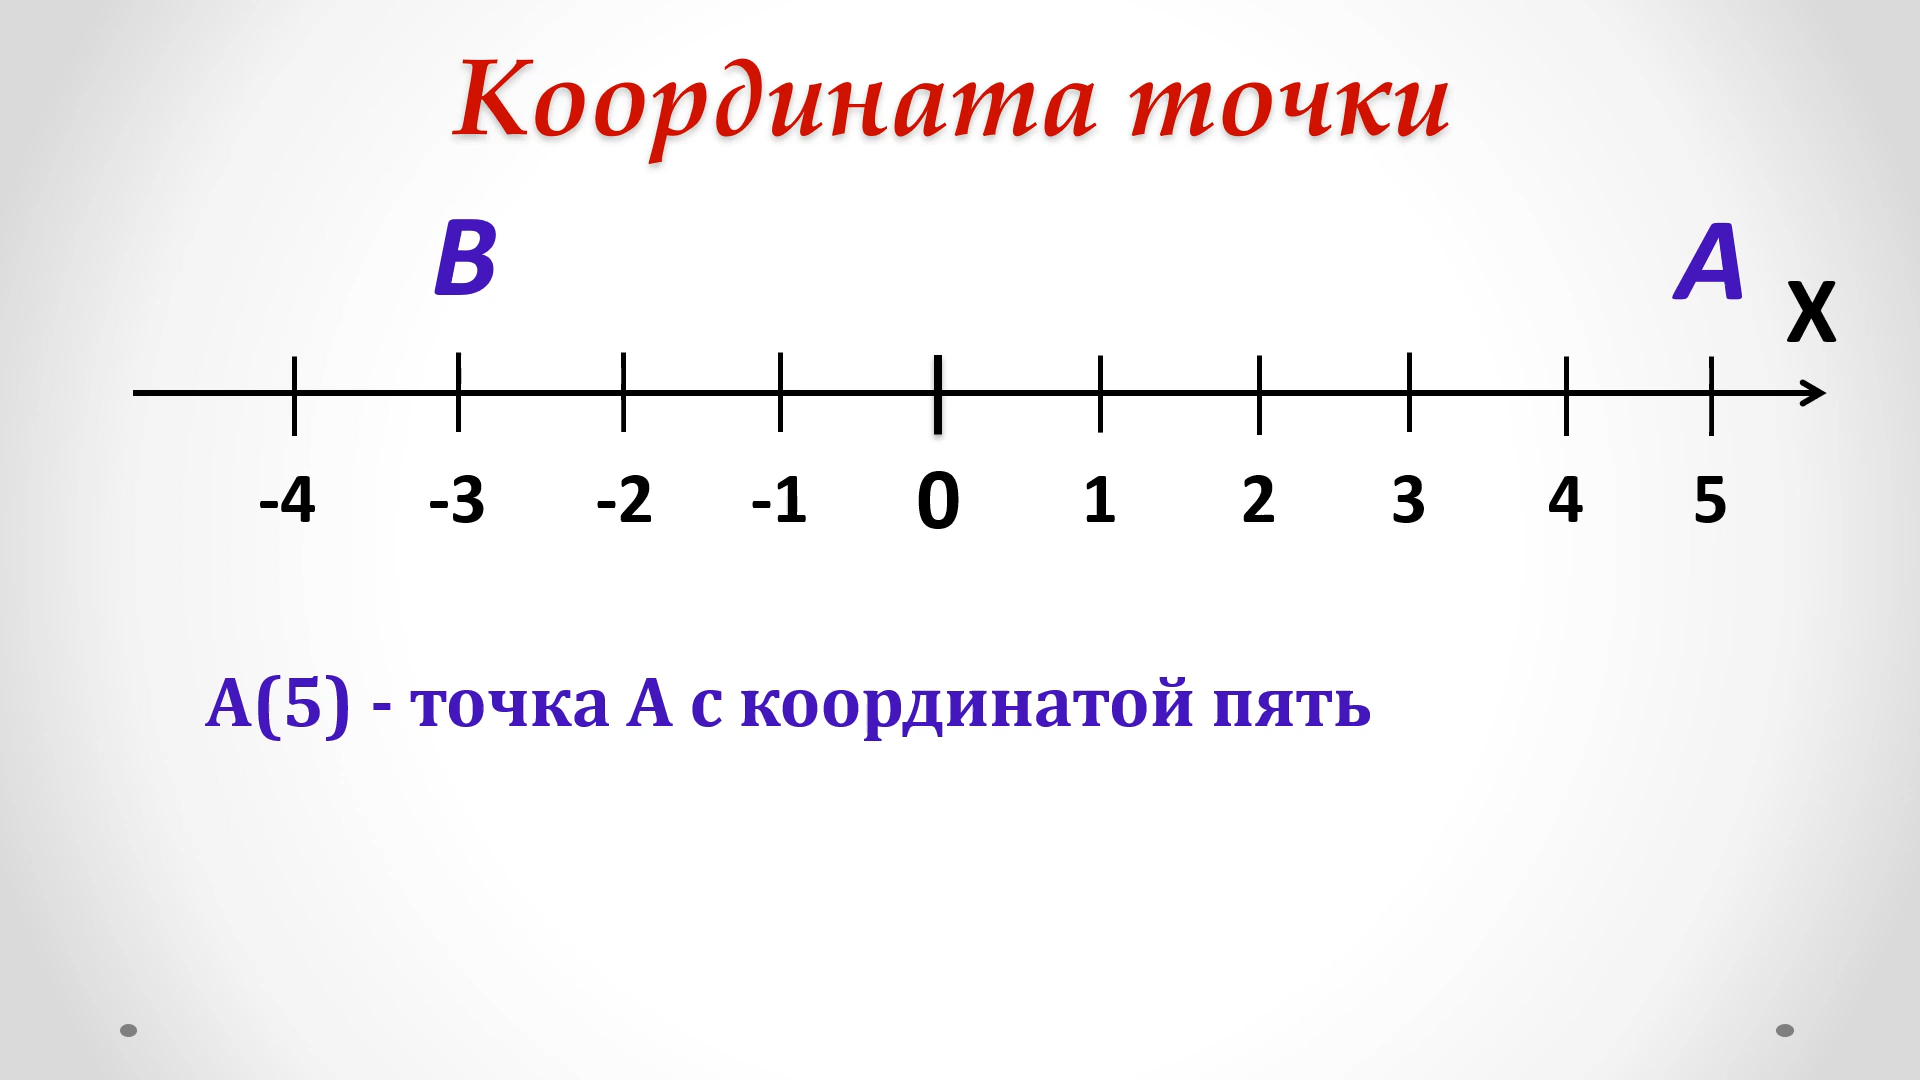 Координата точки
B A
X
-4 -3 -2 -1 0 1 2 3 4 5
А(5) - точка А с координатой пять